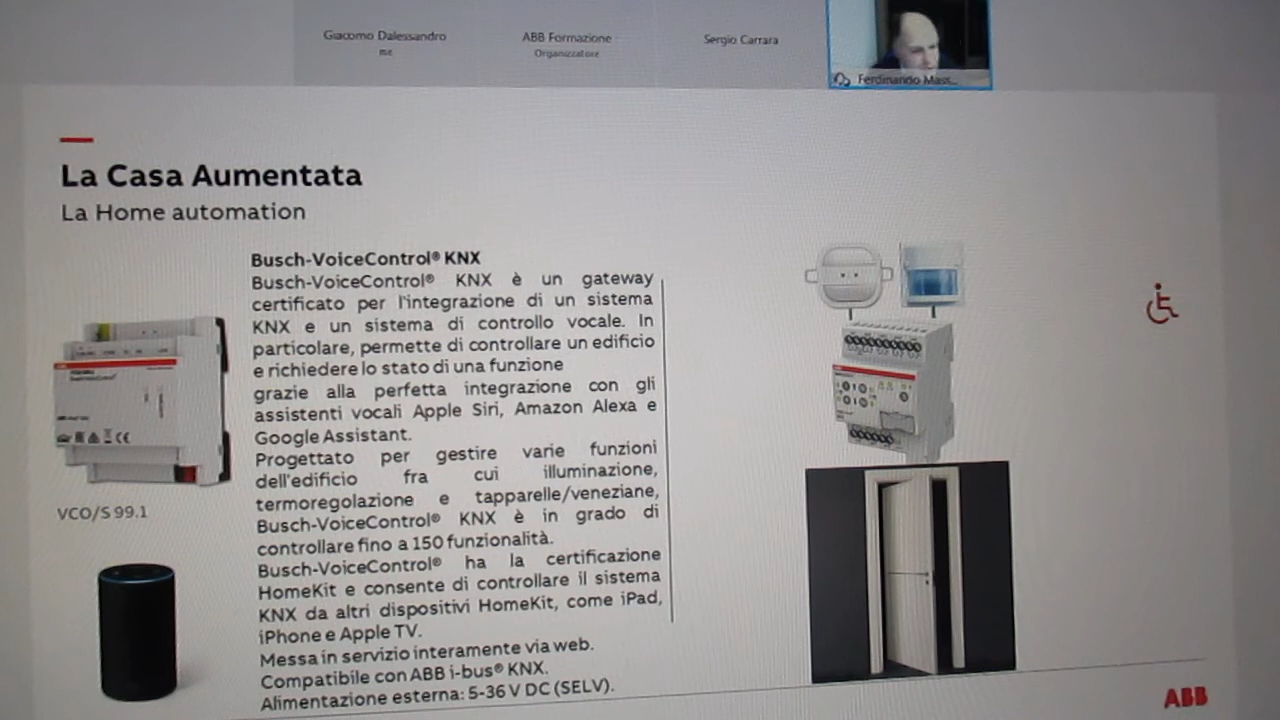 Giacomo Dalessandro
me
ABB Formazione
Organizzatore
Sergio Carrara
Ferdinando Mass...
La Casa Aumentata
La Home automation
Busch-VoiceControl® KNX
Busch-VoiceControl® KNX è un gateway
certificato per l'integrazione di un sistema
KNX e un sistema di controllo vocale. In
particolare, permette di controllare un edificio
e richiedere lo stato di una funzione
grazie alla perfetta integrazione con gli
assistenti vocali Apple Siri, Amazon Alexa e
Google Assistant.
Progettato per gestire varie funzioni
dell'edificio fra cui illuminazione,
termoregolazione e tapparelle/veneziane,
Busch-VoiceControl® KNX è in grado di
controllare fino a 150 funzionalità.
Busch-VoiceControl® ha la certificazione
HomeKit e consente di controllare il sistema
KNX da altri dispositivi HomeKit, come iPad,
iPhone e Apple TV.
Messa in servizio interamente via web.
Compatibile con ABB i-bus® KNX.
Alimentazione esterna: 5-36 V DC (SELV).
VCO/S 99.1
ABB